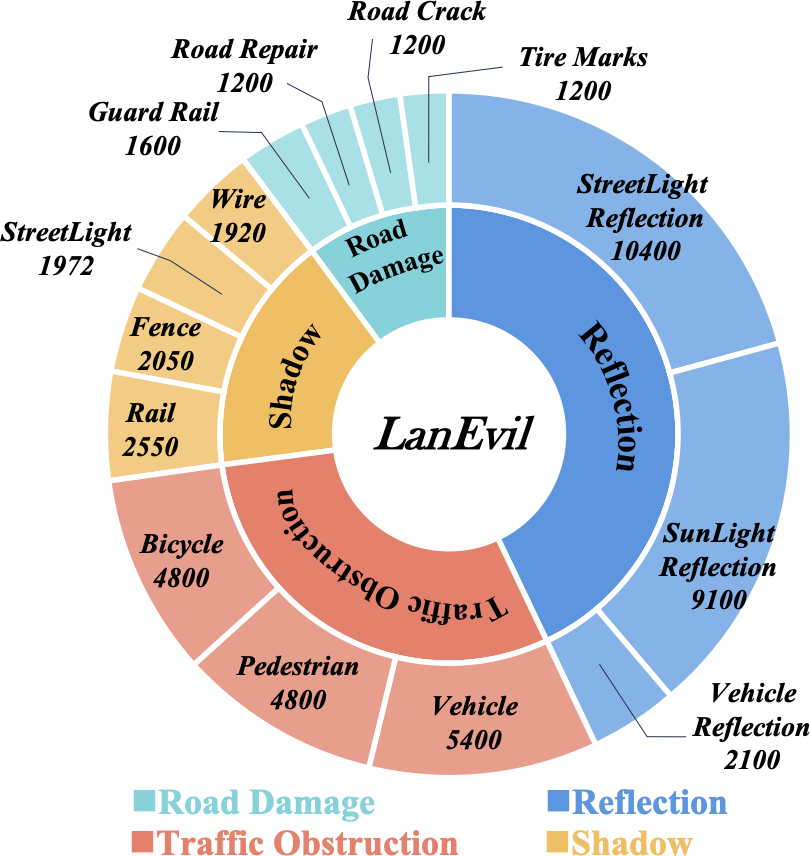 Road Crack
1200
Road Repair
1200
Tire Marks
1200
Guard Rail
1600
StreetLight
Reflection
10400
Wire
1920
StreetLight
1972
Road
Damage
Fence
2050
Shadow
Reflection
Rail
2550
LanEvil
Bicycle
4800
Traffic Obstruction
SunLight
Reflection
9100
Pedestrian
4800
Vehicle
5400
Vehicle
Reflection
2100
Road Damage
Reflection
Traffic Obstruction
Shadow